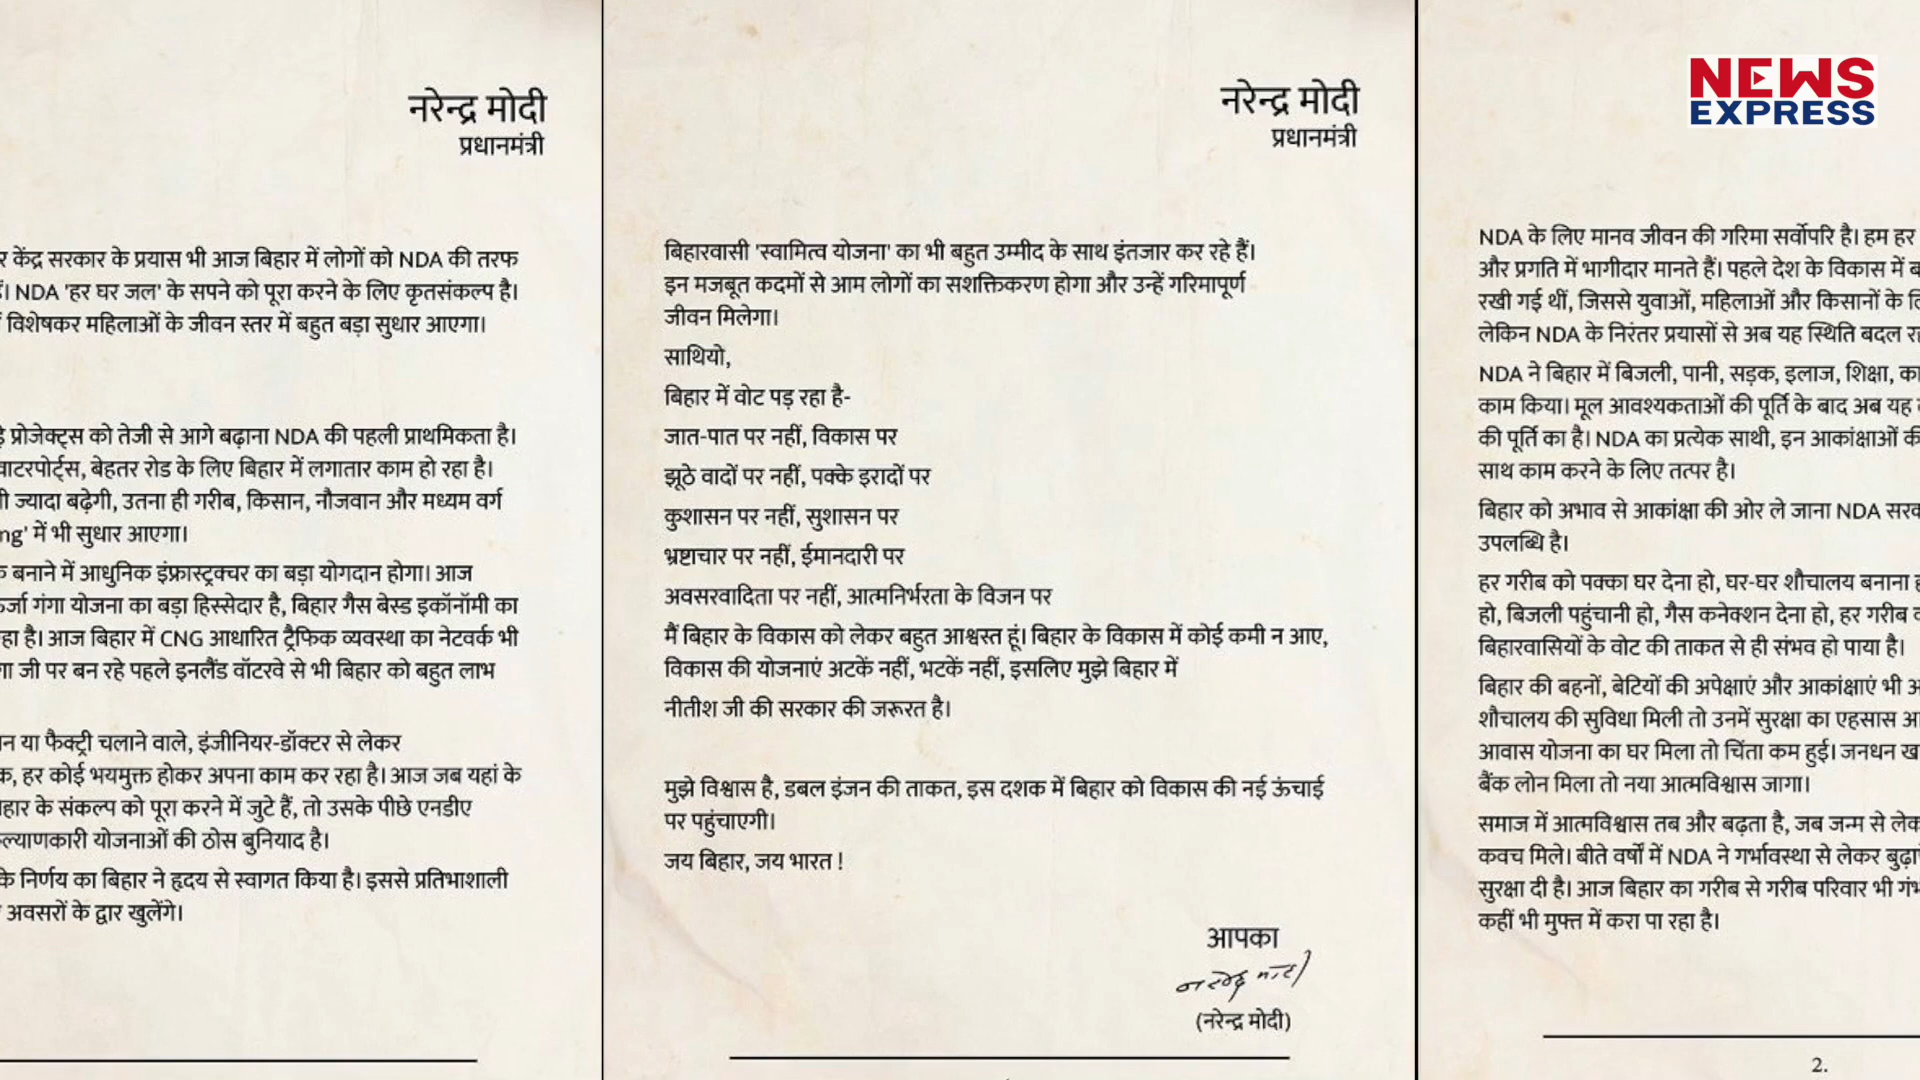 नरेन्द्र मोदी
प्रधानमंत्री
केंद्र सरकार के प्रयास भी आज बिहार में लोगों को NDA की तरफ
NDA 'हर घर जल' के सपने को पूरा करने के लिए कृतसंकल्प है।
विशेषकर महिलाओं के जीवन स्तर में बहुत बड़ा सुधार आएगा।
प्रोजेक्ट्स को तेजी से आगे बढ़ाना NDA की पहली प्राथमिकता है।
वाटरपोर्ट्स, बेहतर रोड के लिए बिहार में लगातार काम हो रहा है।
ज्यादा बढ़ेगी, उतना ही गरीब, किसान, नौजवान और मध्यम वर्ग
ng' में भी सुधार आएगा।
बनाने में आधुनिक इंफ्रास्ट्रक्चर का बड़ा योगदान होगा। आज
गंगा योजना का बड़ा हिस्सेदार है, बिहार गैस बेस्ड इकॉनॉमी का
है। आज बिहार में CNG आधारित ट्रैफिक व्यवस्था का नेटवर्क भी
जी पर बन रहे पहले इनलैंड वॉटरवे से भी बिहार को बहुत लाभ
या फैक्ट्री चलाने वाले, इंजीनियर-डॉक्टर से लेकर
हर कोई भयमुक्त होकर अपना काम कर रहा है। आज जब यहां के
के संकल्प को पूरा करने में जुटे हैं, तो उसके पीछे एनडीए
योजनाओं की ठोस बुनियाद है।
के निर्णय का बिहार ने हृदय से स्वागत किया है। इससे प्रतिभाशाली
अवसरों के द्वार खुलेंगे।
नरेन्द्र मोदी
प्रधानमंत्री
बिहारवासी 'स्वामित्व योजना' का भी बहुत उम्मीद के साथ इंतजार कर रहे हैं।
इन मजबूत कदमों से आम लोगों का सशक्तिकरण होगा और उन्हें गरिमापूर्ण
जीवन मिलेगा।
साथियो,
बिहार में वोट पड़ रहा है-
जात-पात पर नहीं, विकास पर
झूठे वादों पर नहीं, पक्के इरादों पर
कुशासन पर नहीं, सुशासन पर
भ्रष्टाचार पर नहीं, ईमानदारी पर
अवसरवादिता पर नहीं, आत्मनिर्भरता के विजन पर
मैं बिहार के विकास को लेकर बहुत आश्वस्त हूं। बिहार के विकास में कोई कमी न आए,
विकास की योजनाएं अटकें नहीं, भटकें नहीं, इसलिए मुझे बिहार में
नीतीश जी की सरकार की जरूरत है।
मुझे विश्वास है, डबल इंजन की ताकत, इस दशक में बिहार को विकास की नई ऊंचाई
पर पहुंचाएगी।
जय बिहार, जय भारत !
आपका
नरेन्द्र मोदी
(नरेन्द्र मोदी)
NEWS
EXPRESS
NDA के लिए मानव जीवन की गरिमा सर्वोपरि है। हम हर
और प्रगति में भागीदार मानते हैं। पहले देश के विकास में
रखी गई थीं, जिससे युवाओं, महिलाओं और किसानों के
लेकिन NDA के निरंतर प्रयासों से अब यह स्थिति बदल
NDA ने बिहार में बिजली, पानी, सड़क, इलाज, शिक्षा,
काम किया। मूल आवश्यकताओं की पूर्ति के बाद अब यह
की पूर्ति का है। NDA का प्रत्येक साथी, इन आकांक्षाओं
साथ काम करने के लिए तत्पर है।
बिहार को अभाव से आकांक्षा की ओर ले जाना NDA
उपलब्धि है।
हर गरीब को पक्का घर देना हो, घर-घर शौचालय बनाना
हो, बिजली पहुंचानी हो, गैस कनेक्शन देना हो, हर गरीब
बिहारवासियों के वोट की ताकत से ही संभव हो पाया है।
बिहार की बहनों, बेटियों की अपेक्षाएं और आकांक्षाएं भी
शौचालय की सुविधा मिली तो उनमें सुरक्षा का एहसास
आवास योजना का घर मिला तो चिंता कम हुई। जनधन
बैंक लोन मिला तो नया आत्मविश्वास जागा।
समाज में आत्मविश्वास तब और बढ़ता है, जब जन्म से
कवच मिले। बीते वर्षों में NDA ने गर्भावस्था से लेकर
सुरक्षा दी है। आज बिहार का गरीब से गरीब परिवार भी
कहीं भी मुफ्त में करा पा रहा है।
2.